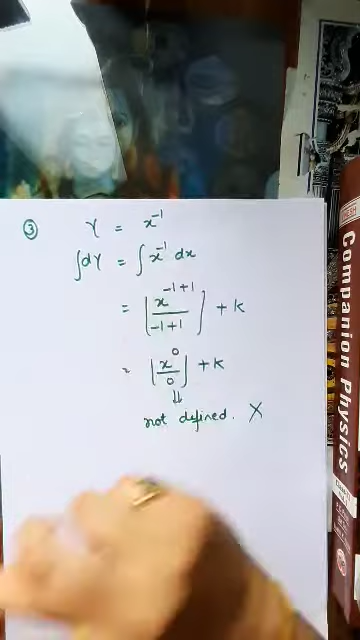 ③ Y = x⁻¹
∫dY = ∫ x⁻¹ dx
= [x⁻¹⁺¹/-1+1] + k
= [x⁰/0] + k
⇓
not defined. X
Companion Physics